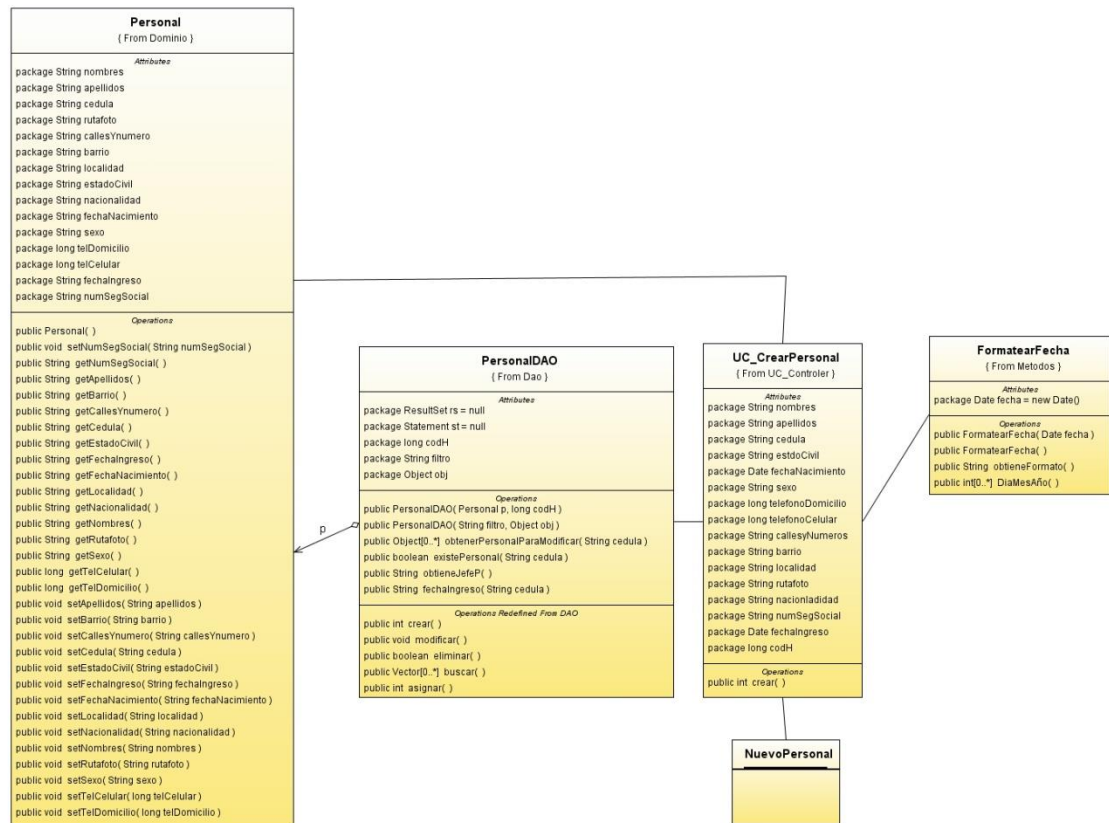 Personal
{ From Dominio }
Attributes
package String nombres
package String apellidos
package String cedula
package String rutafoto
package String callesYnumero
package String barrio
package String localidad
package String estadoCivil
package String nacionalidad
package String fechaNacimiento
package String sexo
package long telDomicilio
package long telCelular
package String fechaIngreso
package String numSegSocial
Operations
public Personal( )
public void setNumSegSocial( String numSegSocial )
public String getNumSegSocial( )
public String getApellidos( )
public String getBarrio( )
public String getCallesYnumero( )
public String getCedula( )
public String getEstadoCivil( )
public String getFechaIngreso( )
public String getFechaNacimiento( )
public String getLocalidad( )
public String getNacionalidad( )
public String getNombres( )
public String getRutafoto( )
public String getSexo( )
public long getTelCelular( )
public long getTelDomicilio( )
public void setApellidos( String apellidos )
public void setBarrio( String barrio )
public void setCallesYnumero( String callesYnumero )
public void setCedula( String cedula )
public void setEstadoCivil( String estadoCivil )
public void setFechaIngreso( String fechaIngreso )
public void setFechaNacimiento( String fechaNacimiento )
public void setLocalidad( String localidad )
public void setNacionalidad( String nacionalidad )
public void setNombres( String nombres )
public void setRutafoto( String rutafoto )
public void setSexo( String sexo )
public void setTelCelular( long telCelular )
public void setTelDomicilio( long telDomicilio )
p
PersonalDAO
{ From Dao }
Attributes
package ResultSet rs = null
package Statement st = null
package long codH
package String filtro
package Object obj
Operations
public PersonalDAO( Personal p, long codH )
public PersonalDAO( String filtro, Object obj )
public Object[0..*] obtenerPersonalParaModificar( String cedula )
public boolean existePersonal( String cedula )
public String obtieneJefeP( )
public String fechaIngreso( String cedula )
Operations Redefined From DAO
public int crear( )
public void modificar( )
public boolean eliminar( )
public Vector[0..*] buscar( )
public int asignar( )
UC_CrearPersonal
{ From UC_Controler }
Attributes
package String nombres
package String apellidos
package String cedula
package String estdoCivil
package Date fechaNacimiento
package String sexo
package long telefonoDomicilio
package long telefonoCelular
package String callesyNumeros
package String barrio
package String localidad
package String rutafoto
package String nacionladidad
package String numSegSocial
package Date fechaIngreso
package long codH
Operations
public int crear( )
FormatearFecha
{ From Metodos }
Attributes
package Date fecha = new Date()
Operations
public FormatearFecha( Date fecha )
public FormatearFecha( )
public String obtieneFormato( )
public int[0..*] DiaMesAño( )
NuevoPersonal